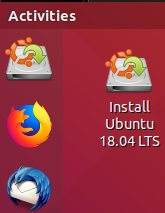 Activities
Install
Ubuntu
18.04 LTS